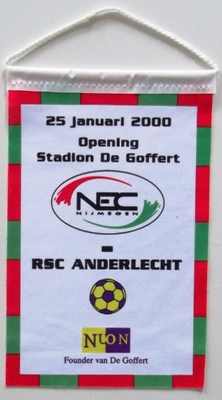 25 januari 2000
Opening
Stadion De Goffert
NEC
NIJMEGEN
-
RSC ANDERLECHT
NUON
Founder van De Goffert